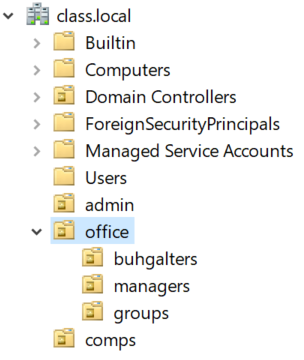 class.local
Builtin
Computers
Domain Controllers
ForeignSecurityPrincipals
Managed Service Accounts
Users
admin
office
buhgalters
managers
groups
comps